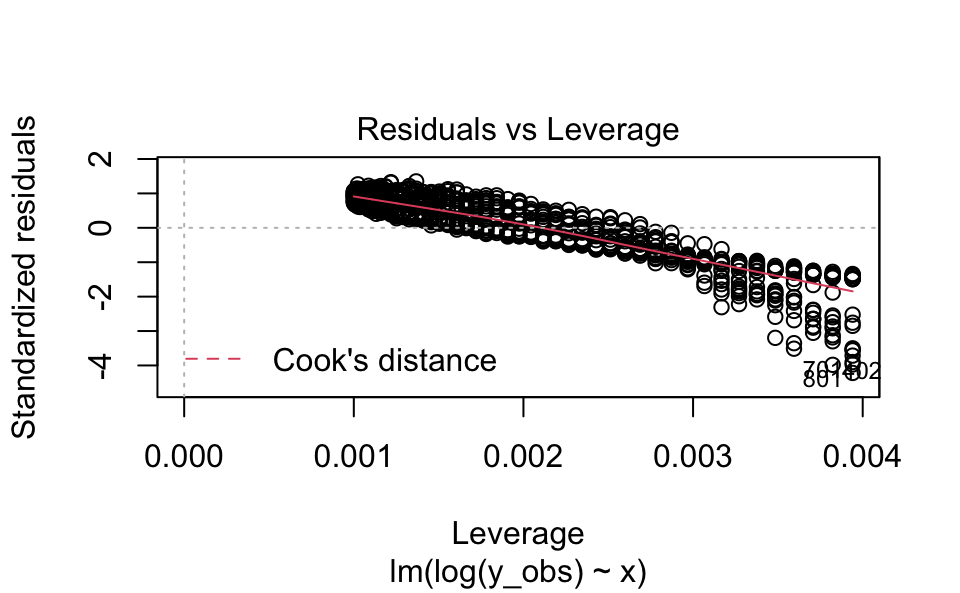 Residuals vs Leverage
Standardized residuals
2
0
-2
-4
Cook's distance
801
0.000 0.001 0.002 0.003 0.004
Leverage
lm(log(y_obs) ~ x)